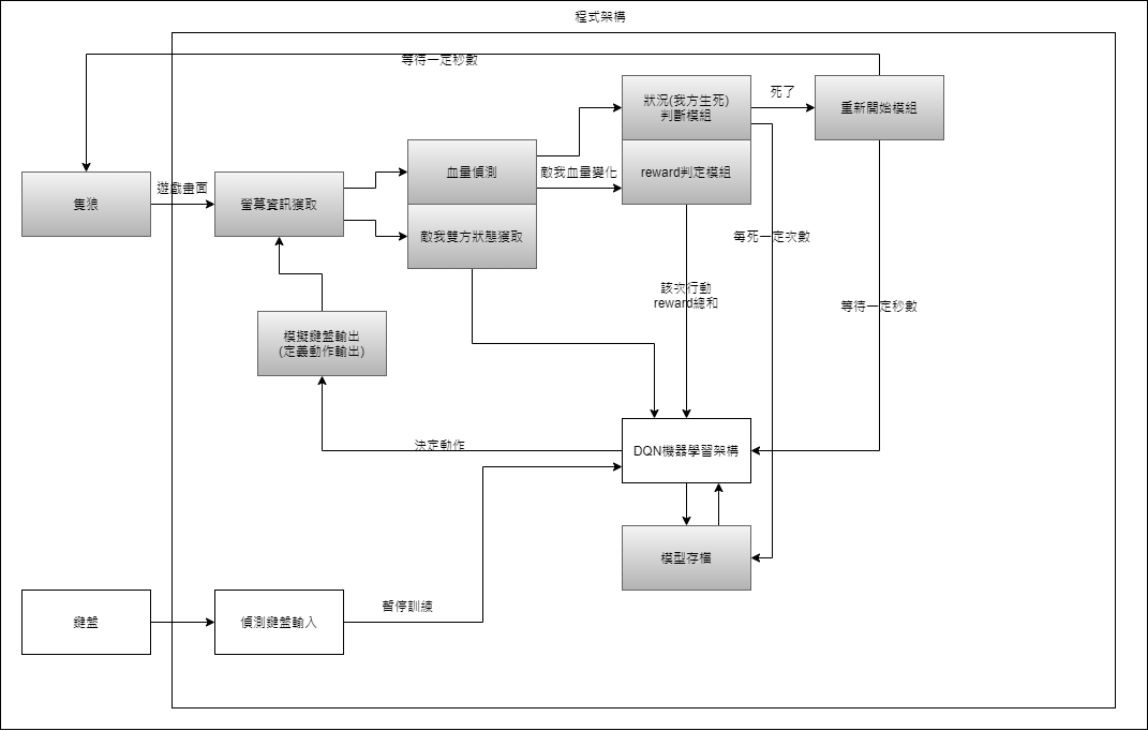 程式架構
等待一定秒數
狀況(我方生死)
判斷模組
死了
重新開始模組
隻狼
遊戲畫面
螢幕資訊獲取
血量偵測
敵我血量變化
reward判定模組
敵我雙方狀態獲取
每死一定次數
該次行動
reward總和
等待一定秒數
模擬鍵盤輸出
(定義動作輸出)
決定動作
DQN機器學習架構
模型存檔
鍵盤
偵測鍵盤輸入
暫停訓練